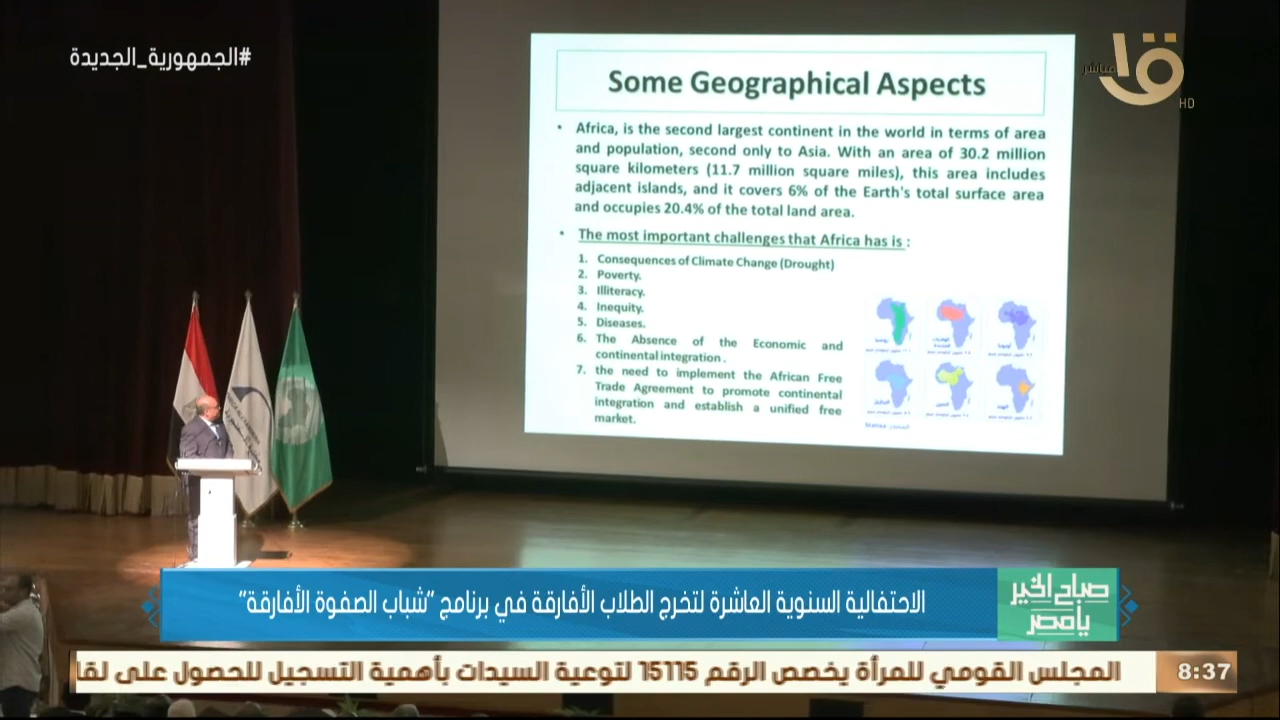 #الجمهورية_الجديدة
مباشر
HD
Some Geographical Aspects
• Africa, is the second largest continent in the world in terms of area
and population, second only to Asia. With an area of 30.2 million
square kilometers (11.7 million square miles), this area includes
adjacent islands, and it covers 6% of the Earth's total surface area
and occupies 20.4% of the total land area.
• The most important challenges that Africa has is :
1. Consequences of Climate Change (Drought)
2. Poverty.
3. Illiteracy.
4. Inequity.
5. Diseases.
6. The Absence of the Economic and
continental integration .
7. the need to implement the African Free
Trade Agreement to promote continental
integration and establish a unified free
market.
الاحتفالية السنوية العاشرة لتخرج الطلاب الأفارقة في برنامج "شباب الصفوة الأفارقة"
صباح الخير
يا مصر
المجلس القومي للمرأة يخصص الرقم 15115 لتوعية السيدات بأهمية التسجيل للحصول على لقا
8:37